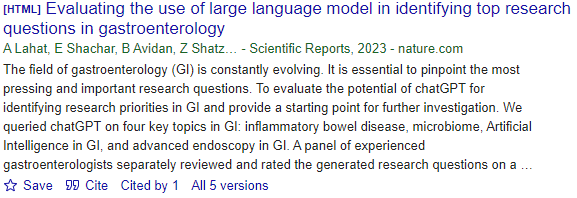 [HTML] Evaluating the use of large language model in identifying top research
questions in gastroenterology
A Lahat, E Shachar, B Avidan, Z Shatz… - Scientific Reports, 2023 - nature.com
The field of gastroenterology (GI) is constantly evolving. It is essential to pinpoint the most
pressing and important research questions. To evaluate the potential of chatGPT for
identifying research priorities in GI and provide a starting point for further investigation. We
queried chatGPT on four key topics in GI: inflammatory bowel disease, microbiome, Artificial
Intelligence in GI, and advanced endoscopy in GI. A panel of experienced
gastroenterologists separately reviewed and rated the generated research questions on a …
Save Cite Cited by 1 All 5 versions